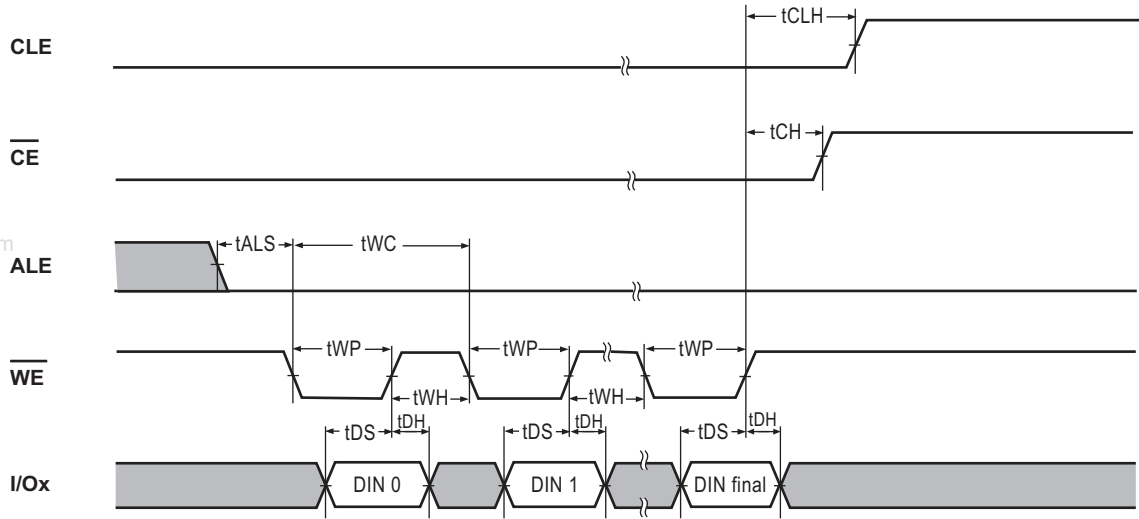 CLE
tCLH
CE
tCH
m
ALE
tALS
tWC
WE
tWP
tWP
tWP
tWH
tWH
tDS
tDH
tDS
tDH
tDS
tDH
I/Ox
DIN 0
DIN 1
DIN final